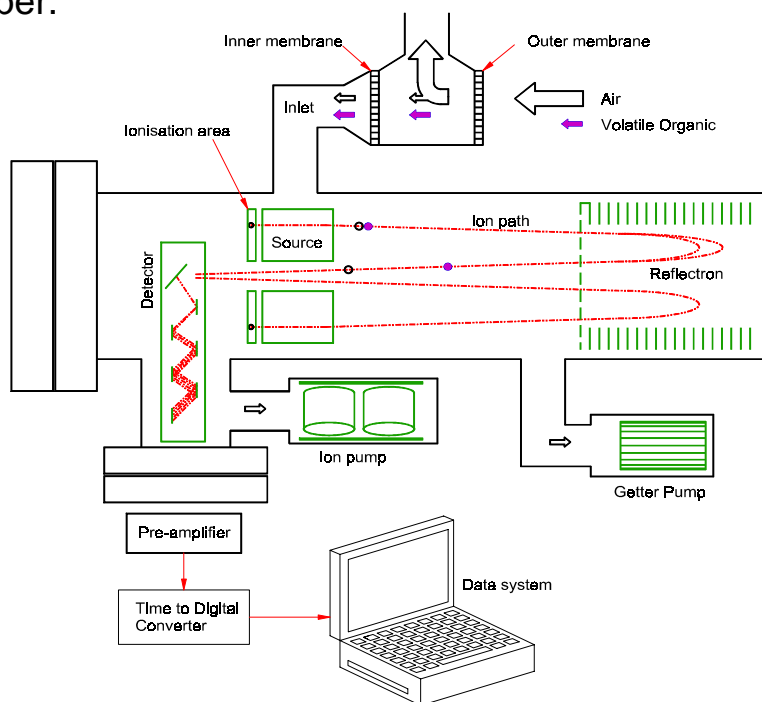 ber.
Inner membrane
Outer membrane
Inlet
Air
Volatile Organic
Ionisation area
Ion path
Source
Detector
Reflectron
Ion pump
Getter Pump
Pre-amplifier
Data system
TIme to Digital
Converter